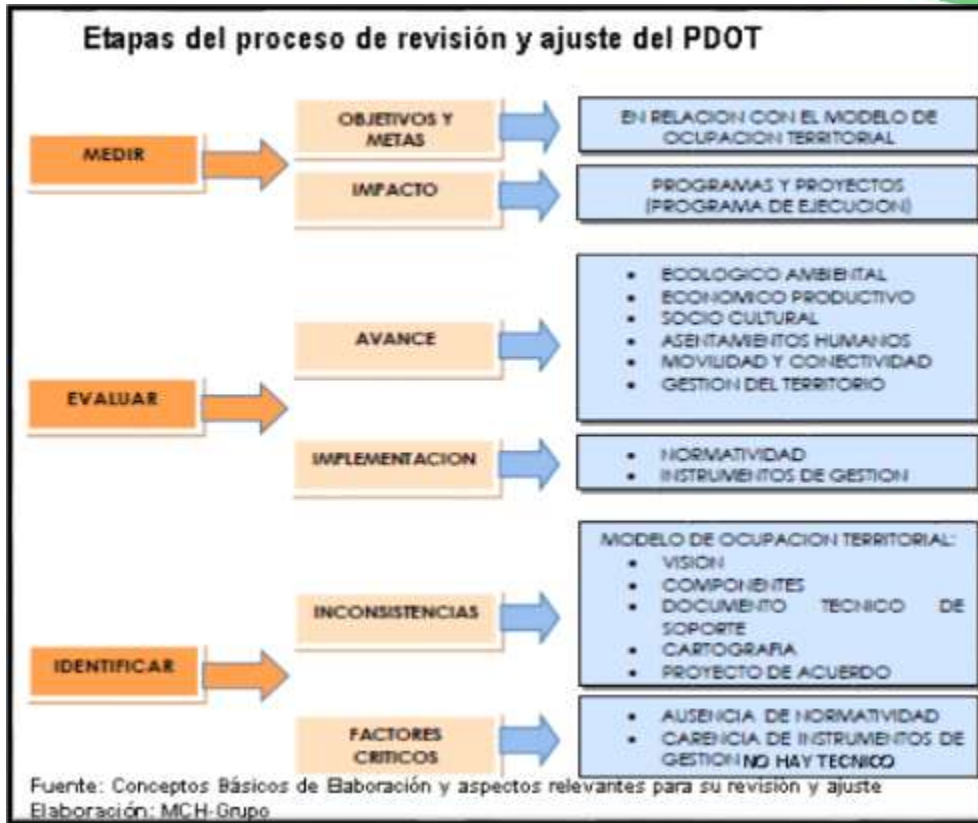 Etapas del proceso de revisión y ajuste del PDOT
MEDIR
OBJETIVOS Y
METAS
EN RELACION CON EL MODELO DE
OCUPACION TERRITORIAL
IMPACTO
PROGRAMAS Y PROYECTOS
(PROGRAMA DE EJECUCION)
EVALUAR
AVANCE
• ECOLOGICO AMBIENTAL
• ECONOMICO PRODUCTIVO
• SOCIO CULTURAL
• ASENTAMIENTOS HUMANOS
• MOVILIDAD Y CONECTIVIDAD
• GESTION DEL TERRITORIO
IMPLEMENTACION
• NORMATIVIDAD
• INSTRUMENTOS DE GESTION
IDENTIFICAR
INCONSISTENCIAS
MODELO DE OCUPACION TERRITORIAL:
• VISION
• COMPONENTES
• DOCUMENTO TECNICO DE
SOPORTE
• CARTOGRAFIA
• PROYECTO DE ACUERDO
FACTORES
CRITICOS
• AUSENCIA DE NORMATIVIDAD
• CARENCIA DE INSTRUMENTOS DE
GESTION NO HAY TECNICO
Fuente: Conceptos Básicos de Elaboración y aspectos relevantes para su revisión y ajuste
Elaboración: MCH-Grupo